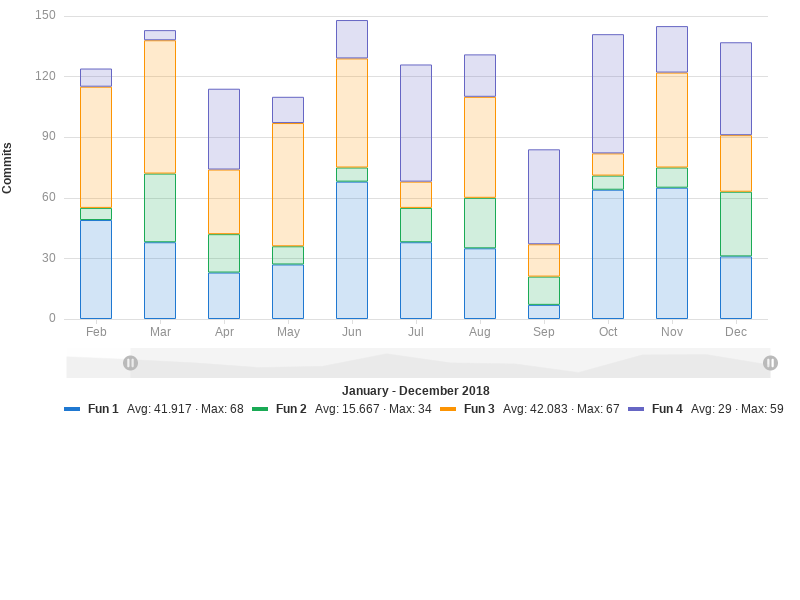 150
120
90
60
30
0
Commits
Feb Mar Apr May Jun Jul Aug Sep Oct Nov Dec
January - December 2018
Fun 1 Avg: 41.917 · Max: 68 Fun 2 Avg: 15.667 · Max: 34 Fun 3 Avg: 42.083 · Max: 67 Fun 4 Avg: 29 · Max: 59